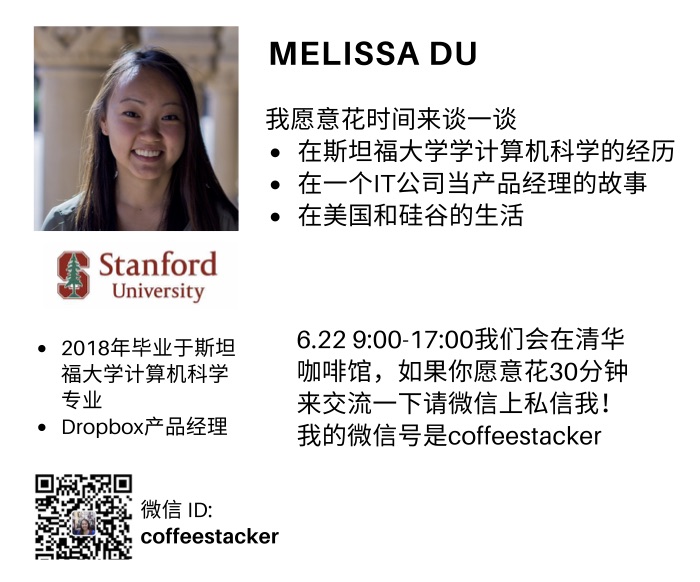 MELISSA DU
我愿意花时间来谈一谈
• 在斯坦福大学学计算机科学的经历
• 在一个IT公司当产品经理的故事
• 在美国和硅谷的生活
Stanford
University
• 2018年毕业于斯坦
福大学计算机科学
专业
• Dropbox产品经理
6.22 9:00-17:00我们会在清华
咖啡馆，如果你愿意花30分钟
来交流一下请微信上私信我！
我的微信号是coffeestacker
微信 ID:
coffeestacker